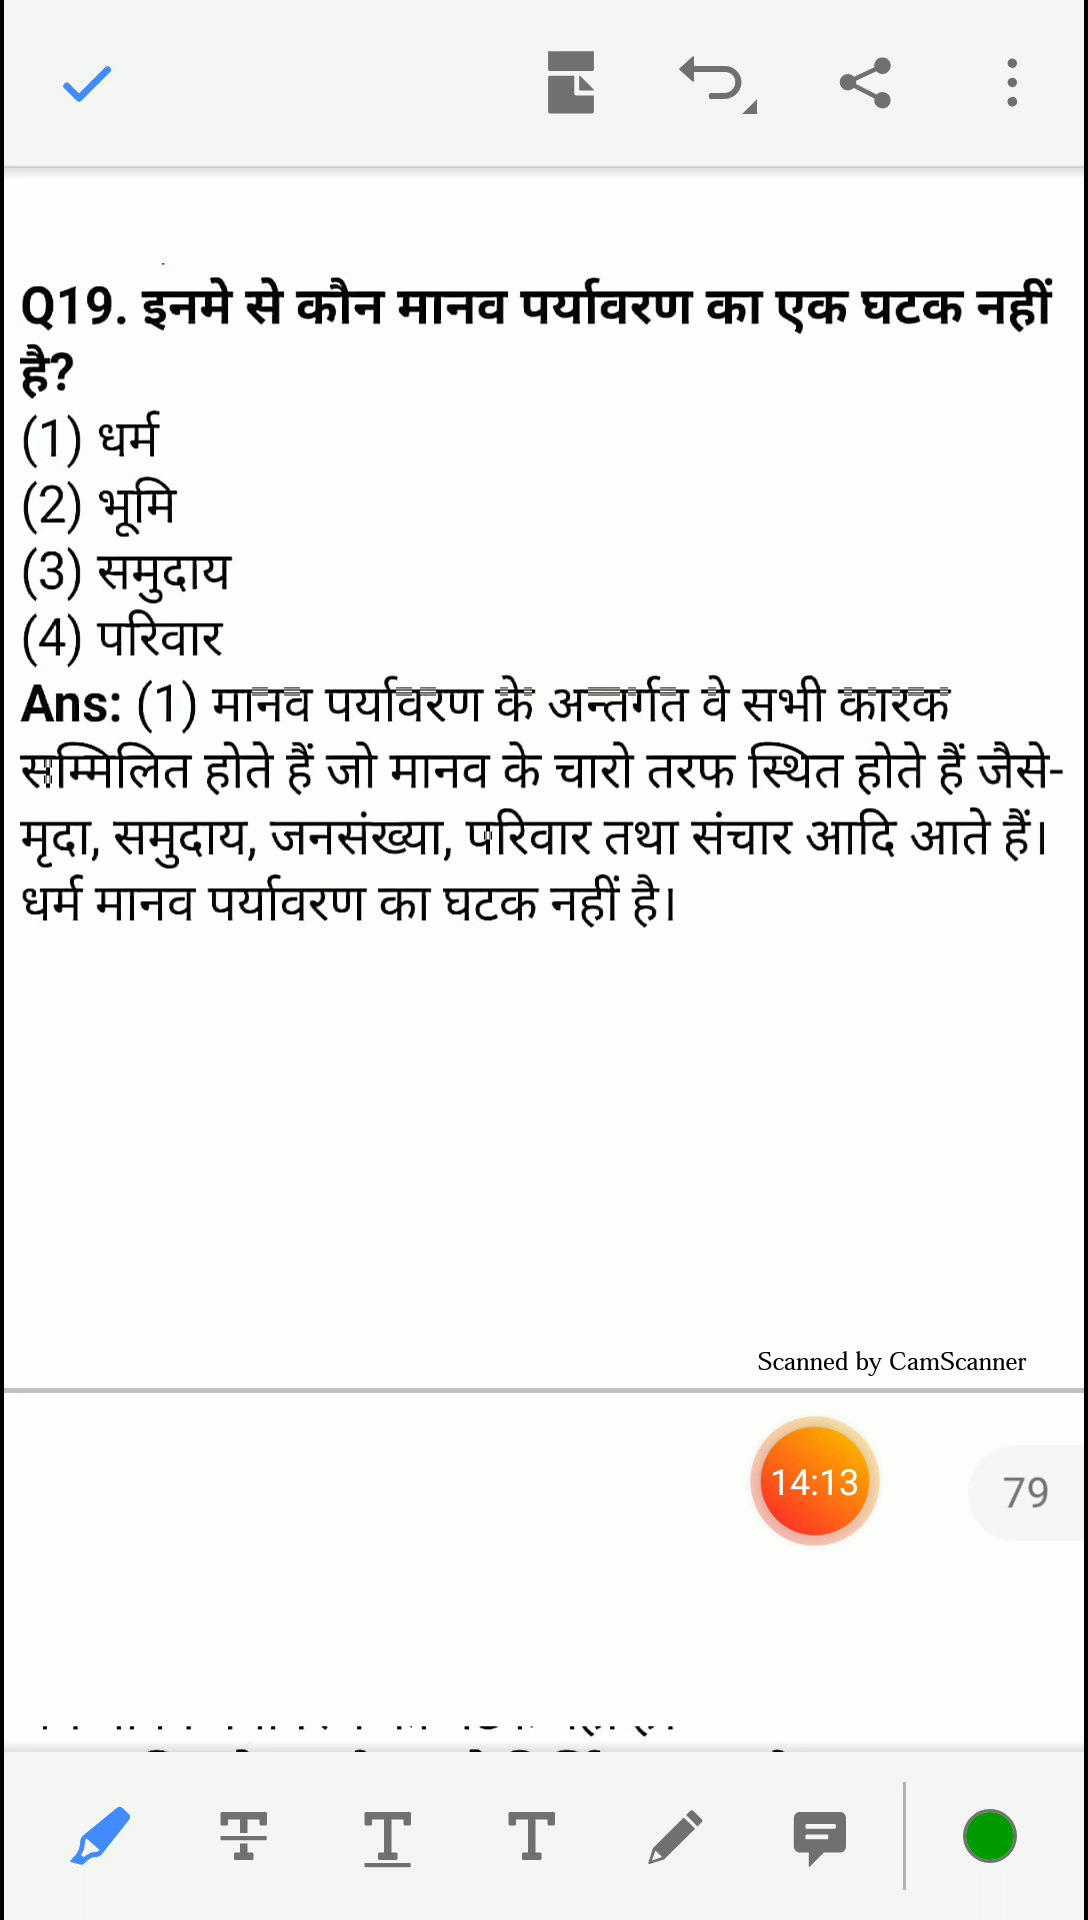 Q19. इनमे से कौन मानव पर्यावरण का एक घटक नहीं
है?
(1) धर्म
(2) भूमि
(3) समुदाय
(4) परिवार
Ans: (1) मानव पर्यावरण के अन्तर्गत वे सभी कारक
सम्मिलित होते हैं जो मानव के चारो तरफ स्थित होते हैं जैसे-
मृदा, समुदाय, जनसंख्या, परिवार तथा संचार आदि आते हैं।
धर्म मानव पर्यावरण का घटक नहीं है।
Scanned by CamScanner
14:13
79